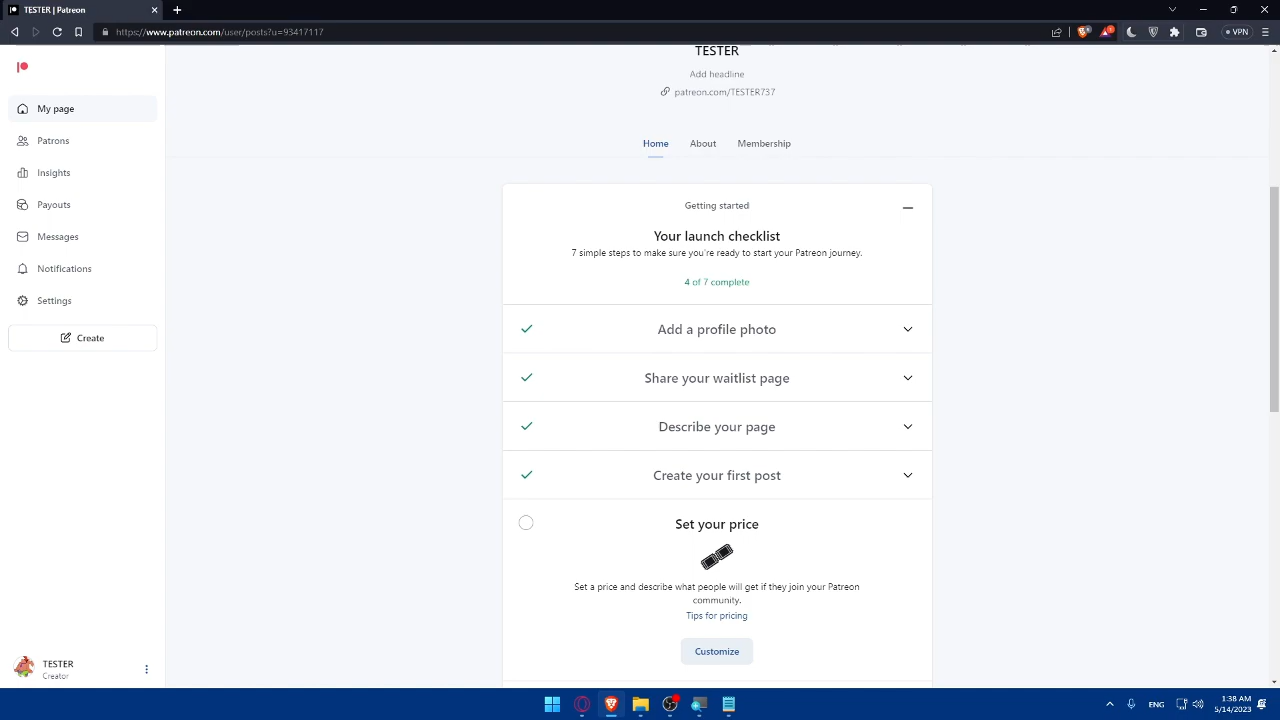 TESTER | Patreon
https://www.patreon.com/user/posts?u=93417117
VPN
My page
Patrons
Insights
Payouts
Messages
Notifications
Settings
Create
TESTER
Creator
TESTER
Add headline
patreon.com/TESTER737
Home About Membership
Getting started
Your launch checklist
7 simple steps to make sure you're ready to start your Patreon journey.
4 of 7 complete
Add a profile photo
Share your waitlist page
Describe your page
Create your first post
Set your price
Set a price and describe what people will get if they join your Patreon
community.
Tips for pricing
Customize
ENG
1:38 AM
5/14/2023